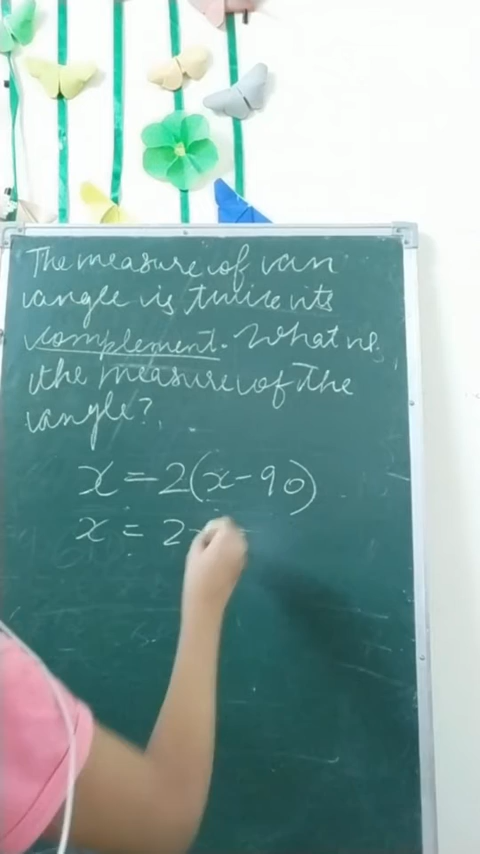 The measure of an
angle is twice its
complement. What is
the measure of the
angle?
x = 2(x-90)
x = 2